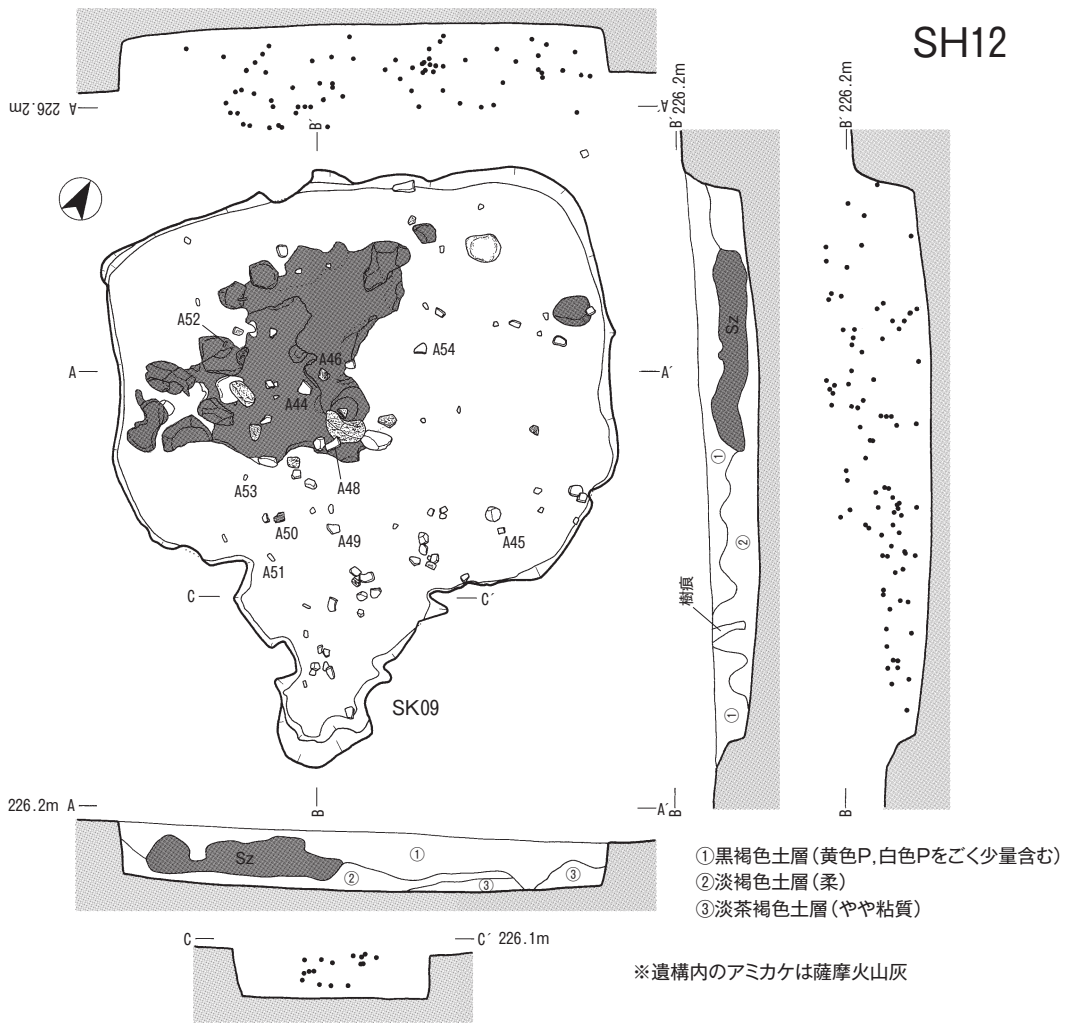 SH12
226.2m A
A´
B´
B´ 226.2m
B´ 226.2m
A52
A46
A54
A
A´
A44
Sz
①
A53
A48
A50
A49
A45
②
A51
C
C´
樹痕
SK09
①
226.2m A
B
A´
B
B
Sz
①
②
③
③
①黒褐色土層(黄色P,白色Pをごく少量含む)
②淡褐色土層(柔)
③淡茶褐色土層(やや粘質)
C
C´ 226.1m
※遺構内のアミカケは薩摩火山灰